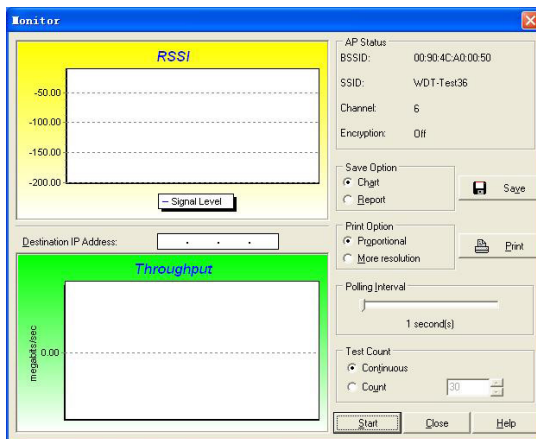 Monitor
RSSI
-50.00
-100.00
-150.00
-200.00
Signal Level
Destination IP Address: . . .
Throughput
megabits/sec
0.00
AP Status
BSSID: 00:90:4C:A0:00:50
SSID: WDT-Test36
Channel: 6
Encryption: Off
Save Option
Chart
Report
Save
Print Option
Proportional
More resolution
Print
Polling Interval
1 second(s)
Test Count
Continuous
Count 30
Start Close Help